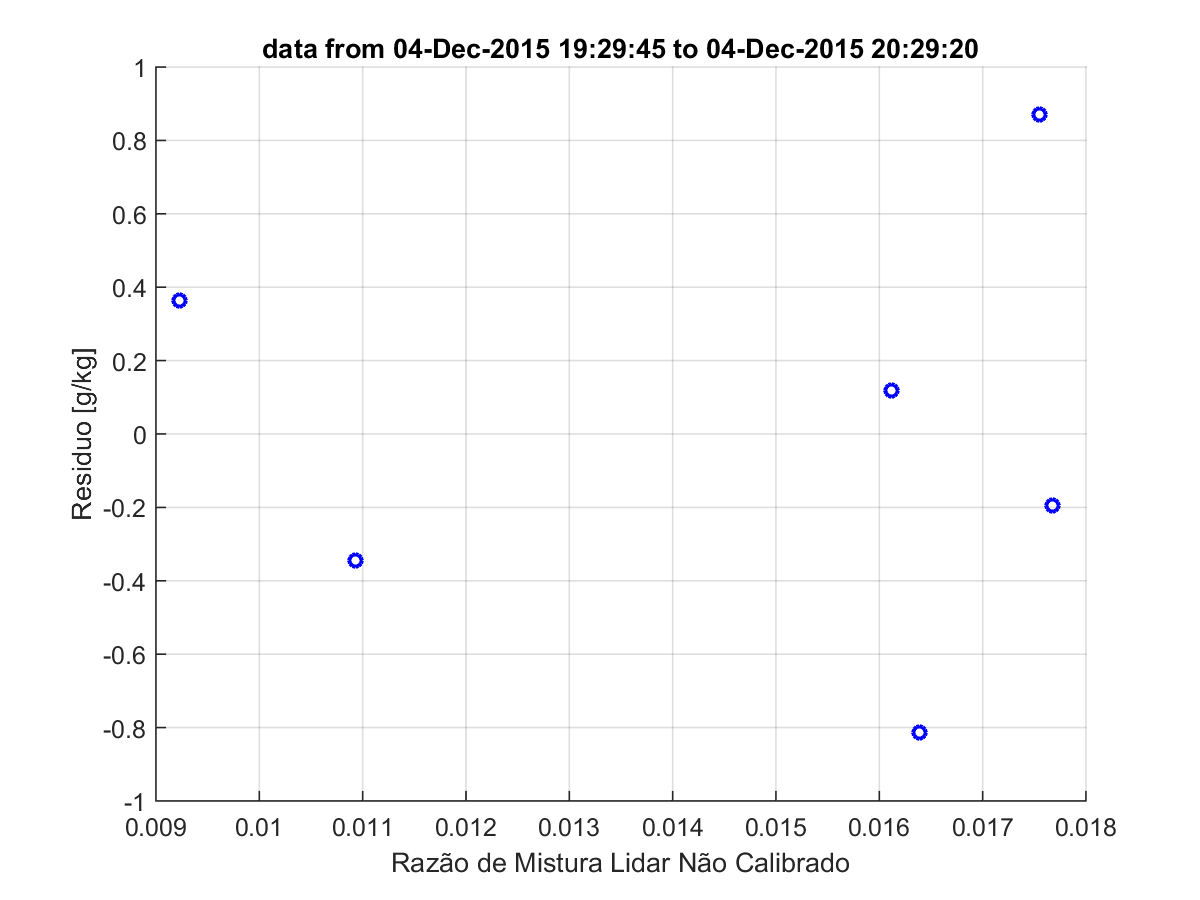 data from 04-Dec-2015 19:29:45 to 04-Dec-2015 20:29:20
1
0.8
0.6
0.4
0.2
0
-0.2
-0.4
-0.6
-0.8
-1
Residuo [g/kg]
0.009 0.01 0.011 0.012 0.013 0.014 0.015 0.016 0.017 0.018
Razão de Mistura Lidar Não Calibrado